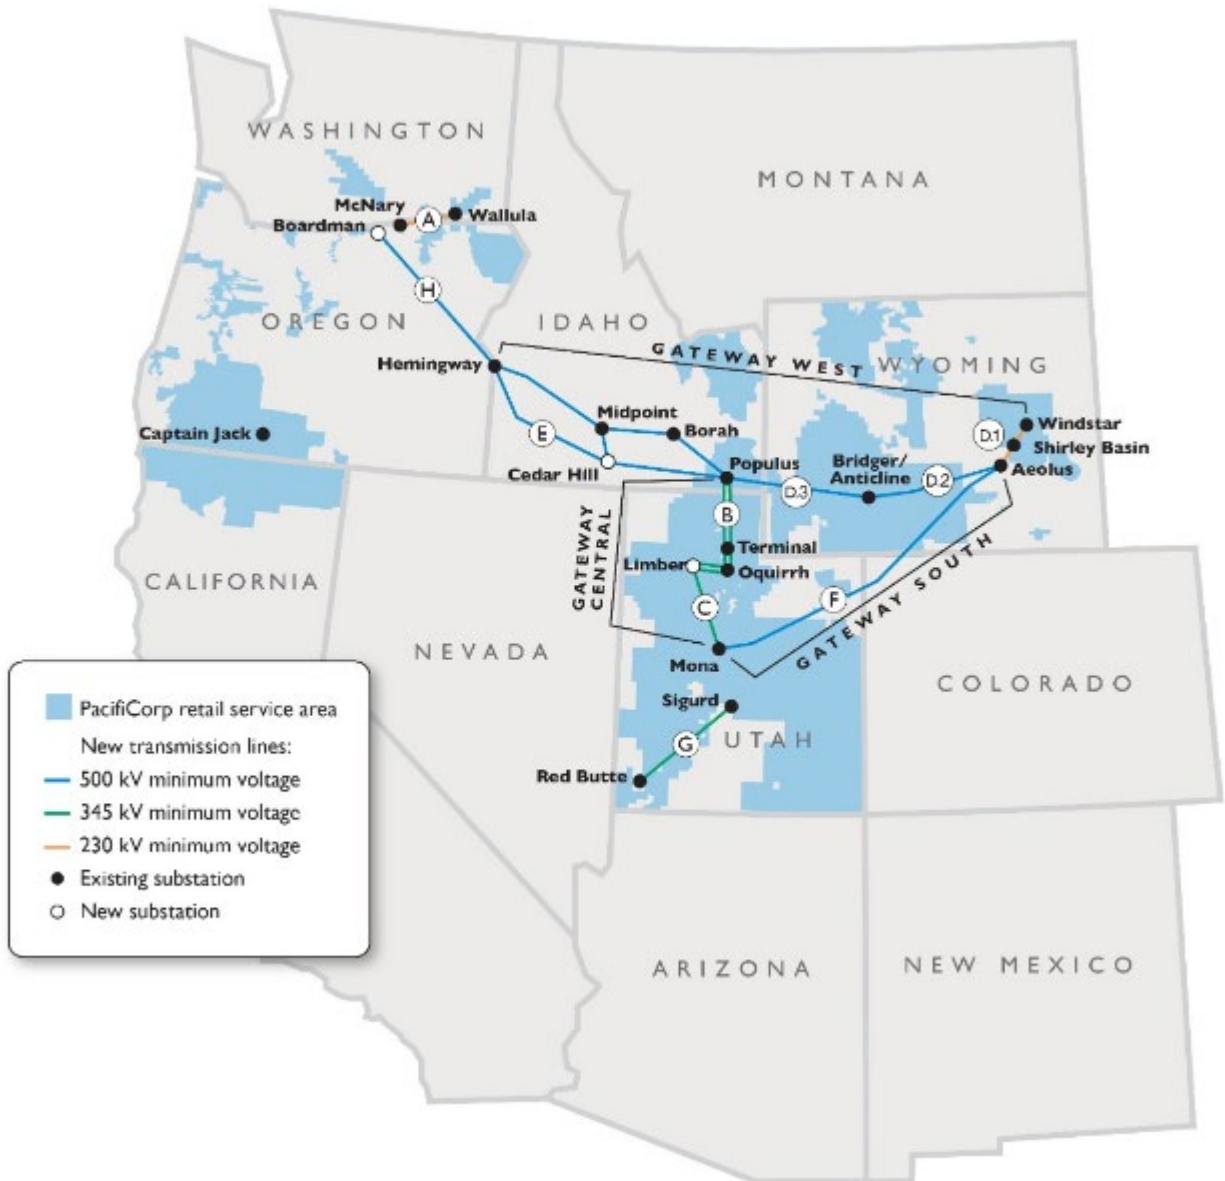 WASHINGTON
MONTANA
McNary
A
Wallula
Boardman
H
OREGON
IDAHO
GATEWAY WEST
WYOMING
Hemingway
Midpoint
Windstar
D.1
Captain Jack
E
Borah
Shirley Basin
Cedar Hill
Populus
Bridger/
Anticline
D.2
Aeolus
D.3
B
GATEWAY
CENTRAL
Terminal
Limber
Oquirrh
CALIFORNIA
C
F
GATEWAY SOUTH
NEVADA
Mona
COLORADO
Sigurd
G
UTAH
Red Butte
PacifiCorp retail service area
New transmission lines:
500 kV minimum voltage
345 kV minimum voltage
230 kV minimum voltage
Existing substation
New substation
ARIZONA
NEW MEXICO